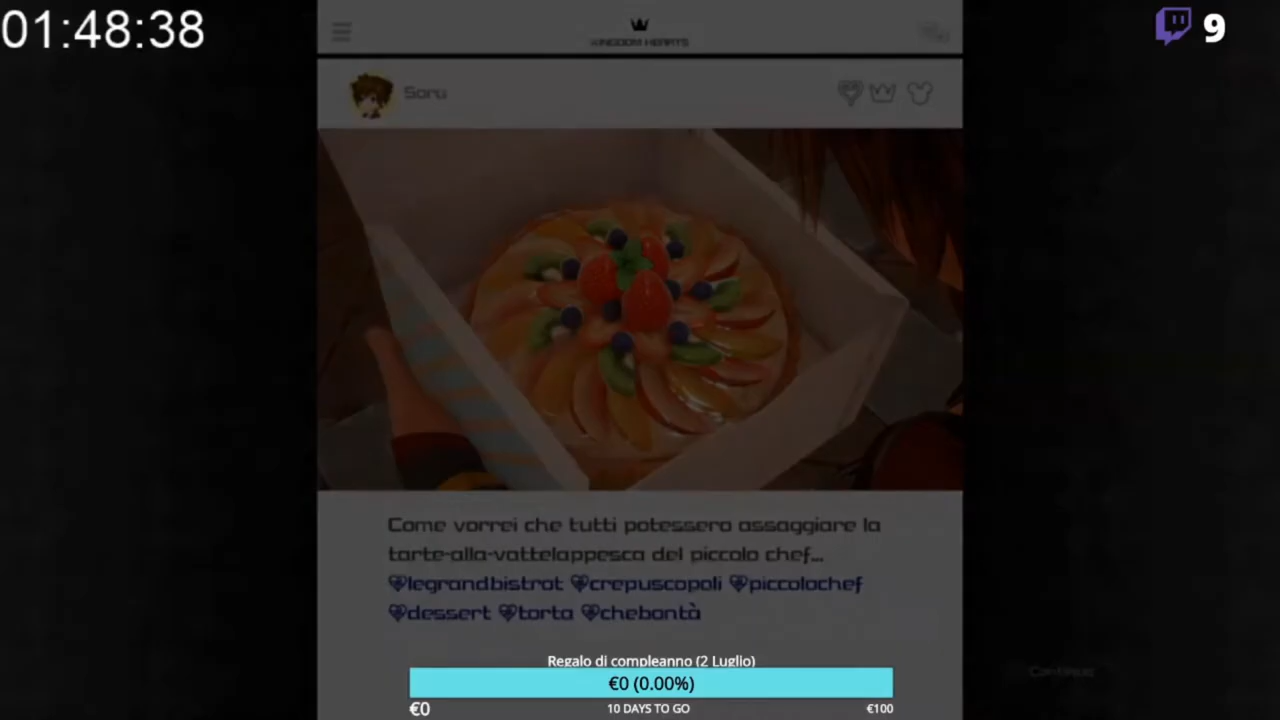 01:48:38
KINGDOM HEARTS
9
Sora
Come vorrei che tutti potessero assaggiare la
tarte-alla-vattelappesca del piccolo chef...
legrandbistrot crepuscopoli piccolochef
dessert torta chebontà
Regalo di compleanno (2 Luglio)
€0 (0.00%)
€0
10 DAYS TO GO
€100